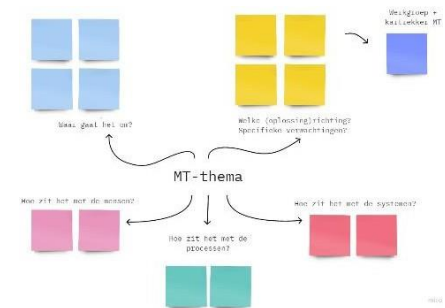 Werkgroep +
kartrekker MT
Waar gaat het om?
Welke (oplossing)richting?
Specifieke verwachtingen?
MT-thema
Hoe zit het met de mensen?
Hoe zit het met de systemen?
Hoe zit het met de
processen?